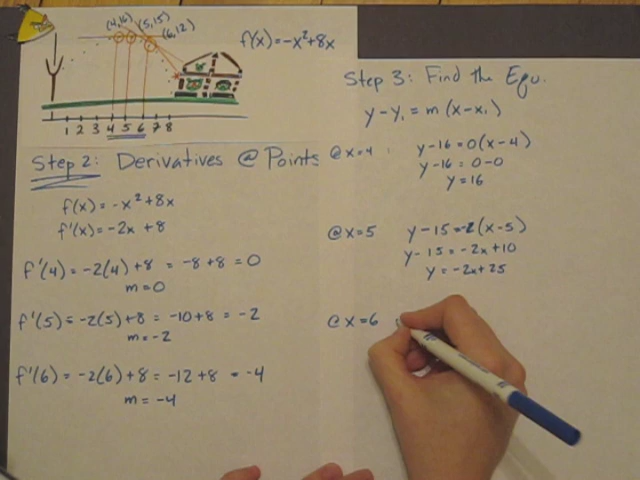 (4,16) (5,15)
(6,12)
f(x)=-x²+8x
1 2 3 4 5 6 7 8
Step 2: Derivatives @ Points
f(x)=-x²+8x
f'(x)=-2x+8
f'(4)=-2(4)+8 = -8+8=0
m=0
f'(5)=-2(5)+8=-10+8=-2
m=-2
f'(6)=-2(6)+8=-12+8 = -4
m=-4
Step 3: Find the Equ.
y-y₁=m(x-x₁)
@x=4 y-16=0(x-4)
y-16=0-0
y=16
@x=5 y-15=-2(x-5)
y-15=-2x+10
y=-2x+25
@x=6